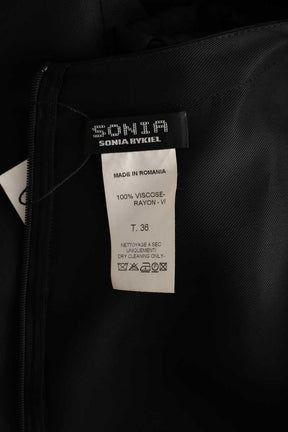 SONIA
SONIA RYKIEL
MADE IN ROMANIA
100% VISCOSE-
RAYON - VI
T. 36
NETTOYAGE A SEC
UNIQUEMENT/
DRY CLEANING ONLY-